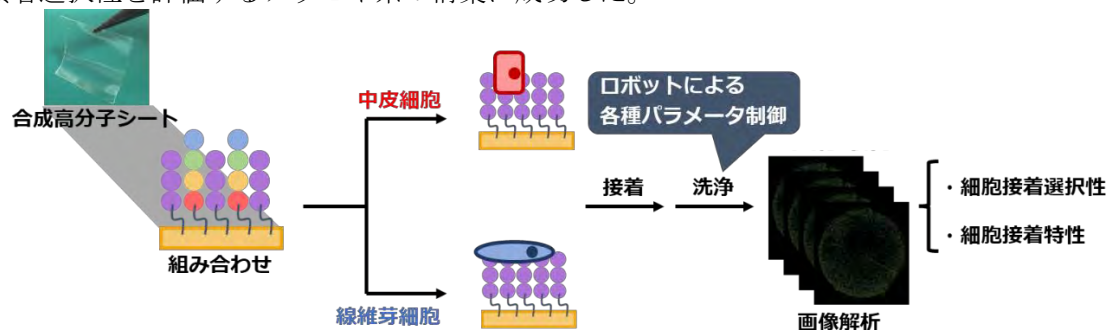 合成高分子シート
組み合わせ
中皮細胞
線維芽細胞
ロボットによる
各種パラメータ制御
接着
洗浄
画像解析
・細胞接着選択性
・細胞接着特性